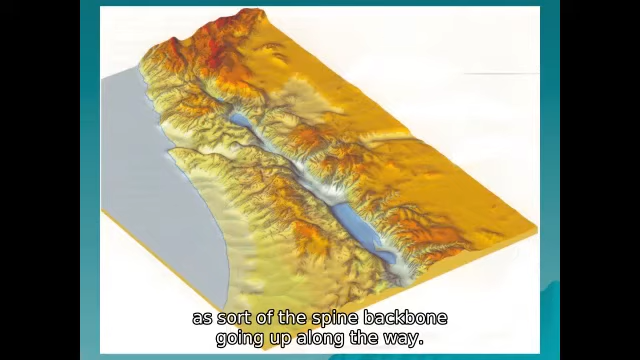 as sort of the spine backbone
going up along the way.